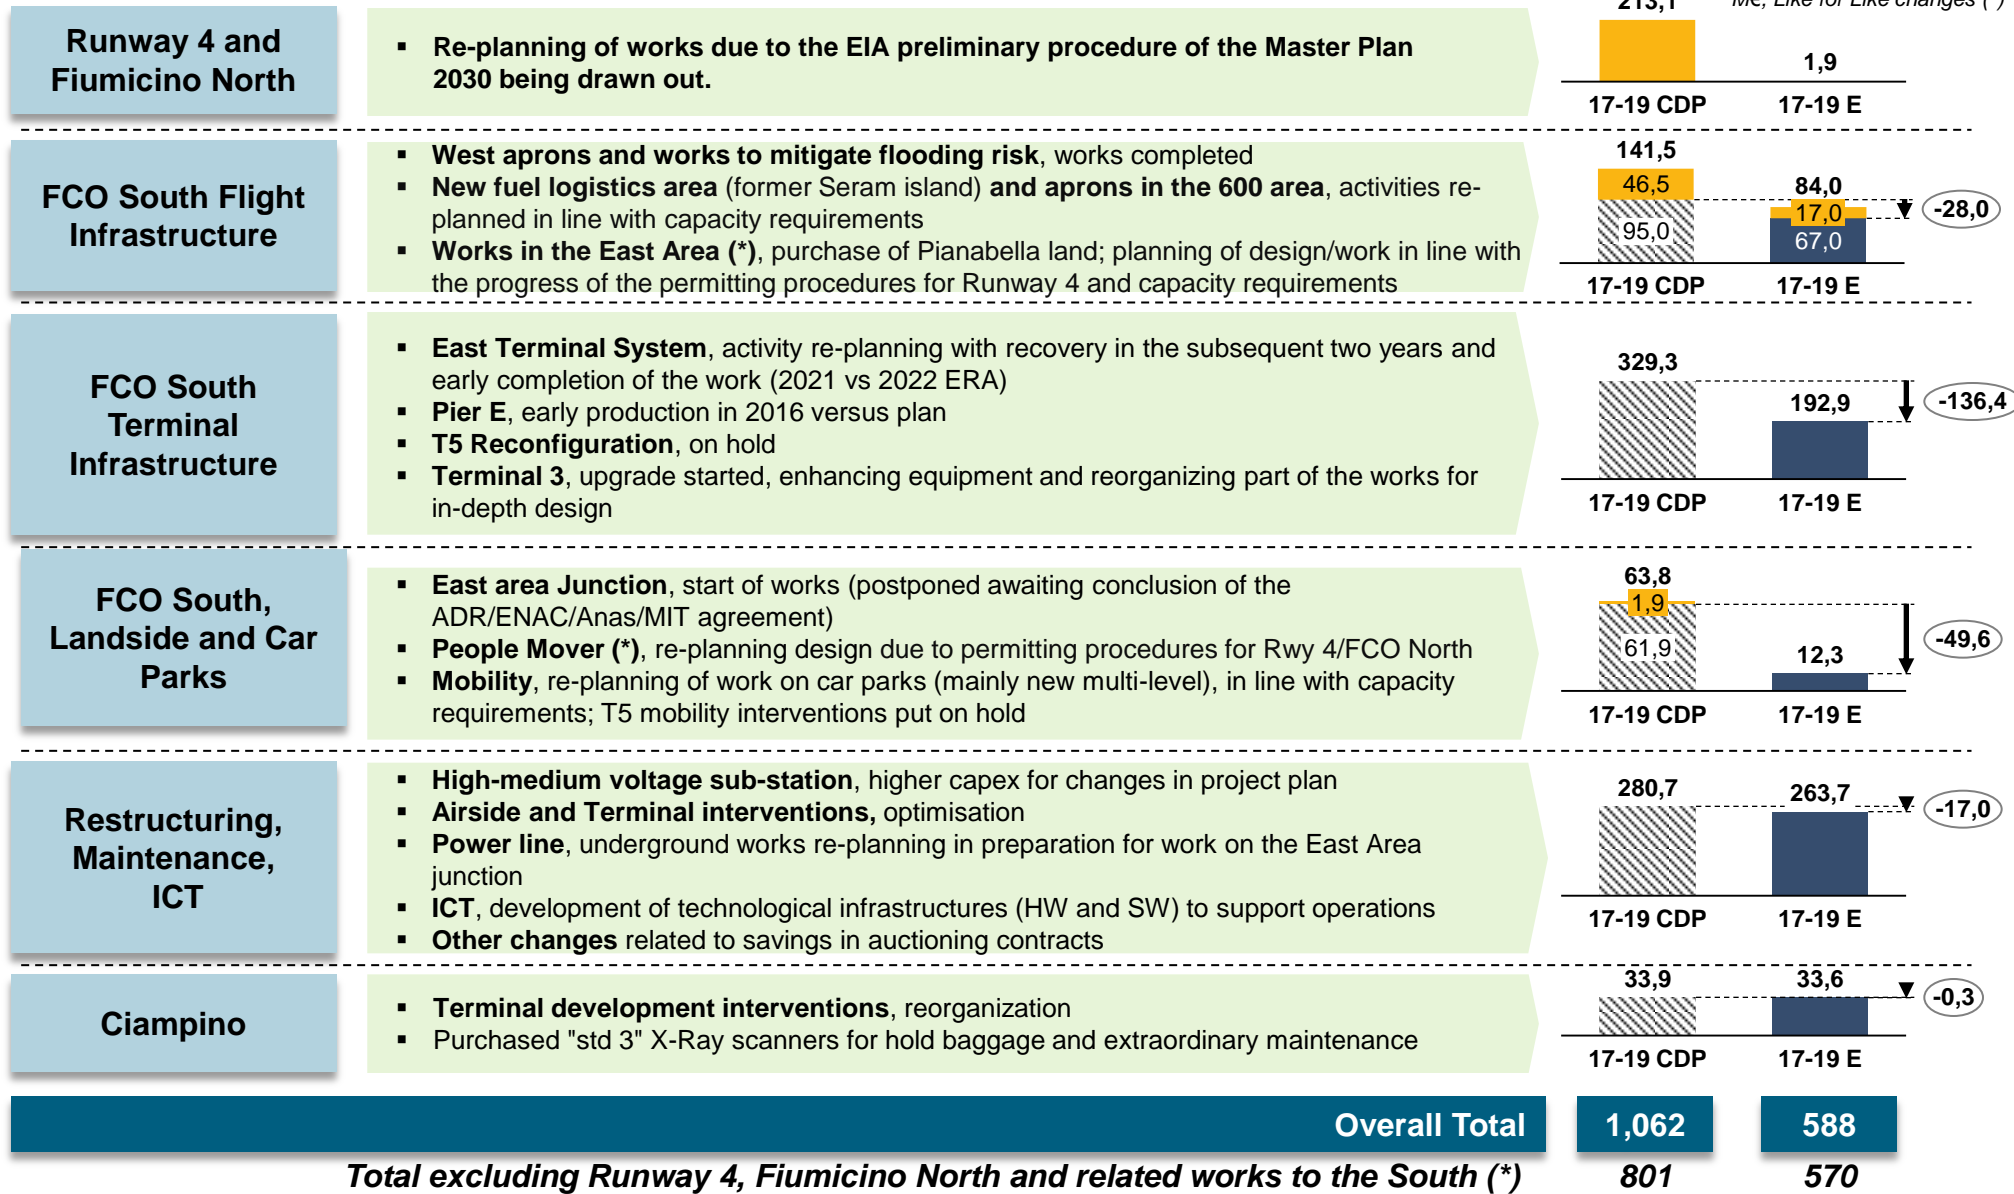 213,1
M€, Like for Like changes (*)
Runway 4 and
Fiumicino North
▪ Re-planning of works due to the EIA preliminary procedure of the Master Plan
2030 being drawn out.
1,9
17-19 CDP 17-19 E
FCO South Flight
Infrastructure
▪ West aprons and works to mitigate flooding risk, works completed
▪ New fuel logistics area (former Seram island) and aprons in the 600 area, activities re-
planned in line with capacity requirements
▪ Works in the East Area (*), purchase of Pianabella land; planning of design/work in line with
the progress of the permitting procedures for Runway 4 and capacity requirements
141,5
46,5 84,0
17,0 -28,0
95,0 67,0
17-19 CDP 17-19 E
FCO South
Terminal
Infrastructure
▪ East Terminal System, activity re-planning with recovery in the subsequent two years and
early completion of the work (2021 vs 2022 ERA)
▪ Pier E, early production in 2016 versus plan
▪ T5 Reconfiguration, on hold
▪ Terminal 3, upgrade started, enhancing equipment and reorganizing part of the works for
in-depth design
329,3
192,9 -136,4
17-19 CDP 17-19 E
FCO South,
Landside and Car
Parks
▪ East area Junction, start of works (postponed awaiting conclusion of the
ADR/ENAC/Anas/MIT agreement)
▪ People Mover (*), re-planning design due to permitting procedures for Rwy 4/FCO North
▪ Mobility, re-planning of work on car parks (mainly new multi-level), in line with capacity
requirements; T5 mobility interventions put on hold
63,8
1,9
61,9 12,3 -49,6
17-19 CDP 17-19 E
Restructuring,
Maintenance,
ICT
▪ High-medium voltage sub-station, higher capex for changes in project plan
▪ Airside and Terminal interventions, optimisation
▪ Power line, underground works re-planning in preparation for work on the East Area
junction
▪ ICT, development of technological infrastructures (HW and SW) to support operations
▪ Other changes related to savings in auctioning contracts
280,7 263,7 -17,0
17-19 CDP 17-19 E
Ciampino
▪ Terminal development interventions, reorganization
▪ Purchased "std 3" X-Ray scanners for hold baggage and extraordinary maintenance
33,9 33,6 -0,3
17-19 CDP 17-19 E
Overall Total 1,062 588
Total excluding Runway 4, Fiumicino North and related works to the South (*) 801 570